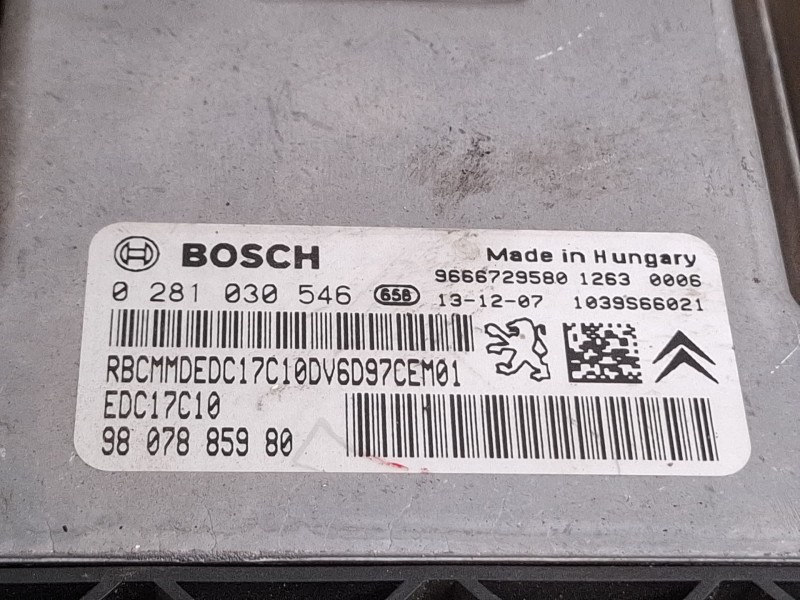 BOSCH
Made in Hungary
9666729580 1263 0006
0 281 030 546 658
13-12-07 1039S66021
RBCMMDEDC17C10DV6D97CEM01
EDC17C10
98 078 859 80